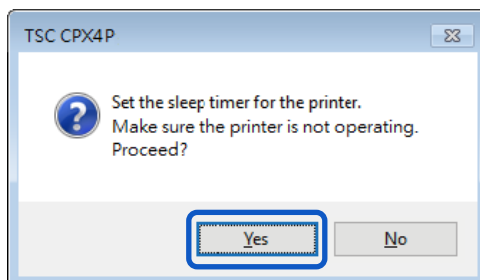 TSC CPX4P
Set the sleep timer for the printer.
Make sure the printer is not operating.
Proceed?
Yes
No